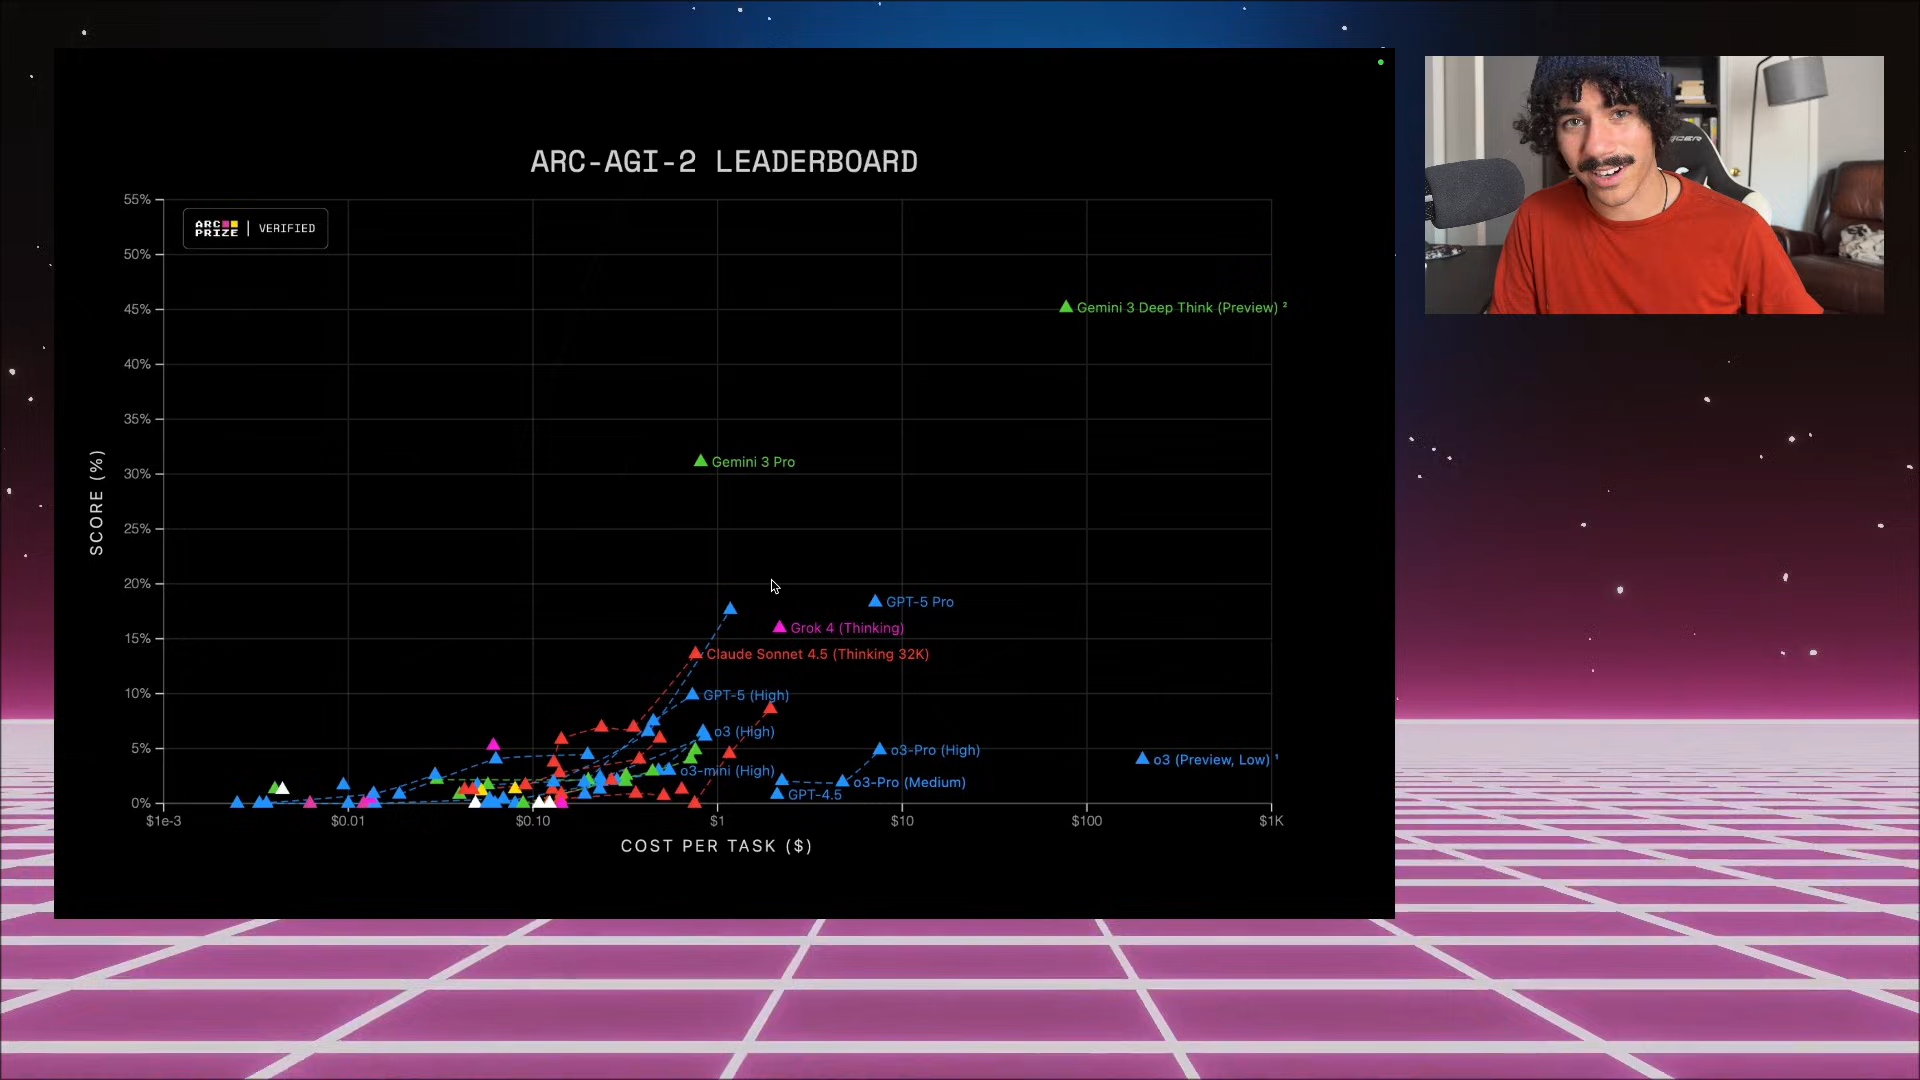 ARC-AGI-2 LEADERBOARD
ARC PRIZE | VERIFIED
55%
50%
45%
40%
35%
30%
25%
20%
15%
10%
5%
0%
SCORE (%)
Gemini 3 Deep Think (Preview) ²
Gemini 3 Pro
GPT-5 Pro
Grok 4 (Thinking)
Claude Sonnet 4.5 (Thinking 32K)
GPT-5 (High)
o3 (High)
o3-Pro (High)
o3 (Preview, Low) ¹
o3-mini (High)
o3-Pro (Medium)
GPT-4.5
$1e-3
$0.01
$0.10
$1
$10
$100
$1K
COST PER TASK ($)